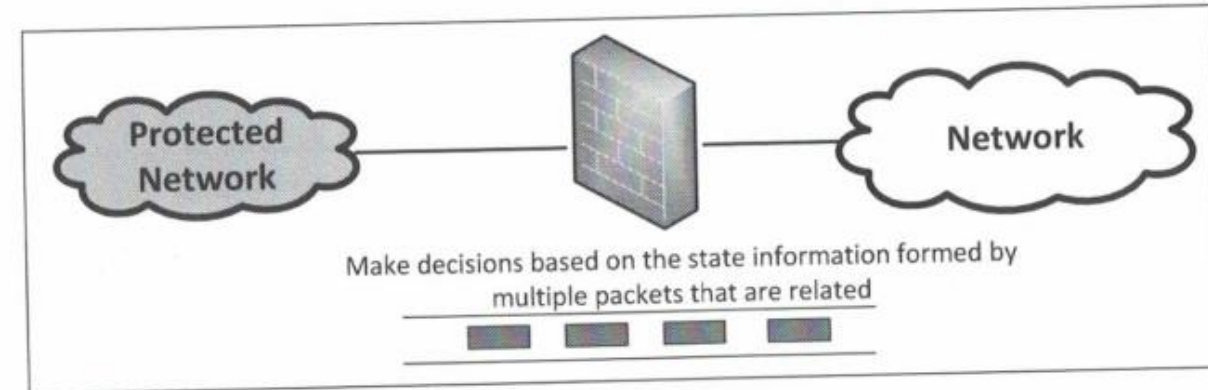 Protected
Network
Network
Make decisions based on the state information formed by
multiple packets that are related